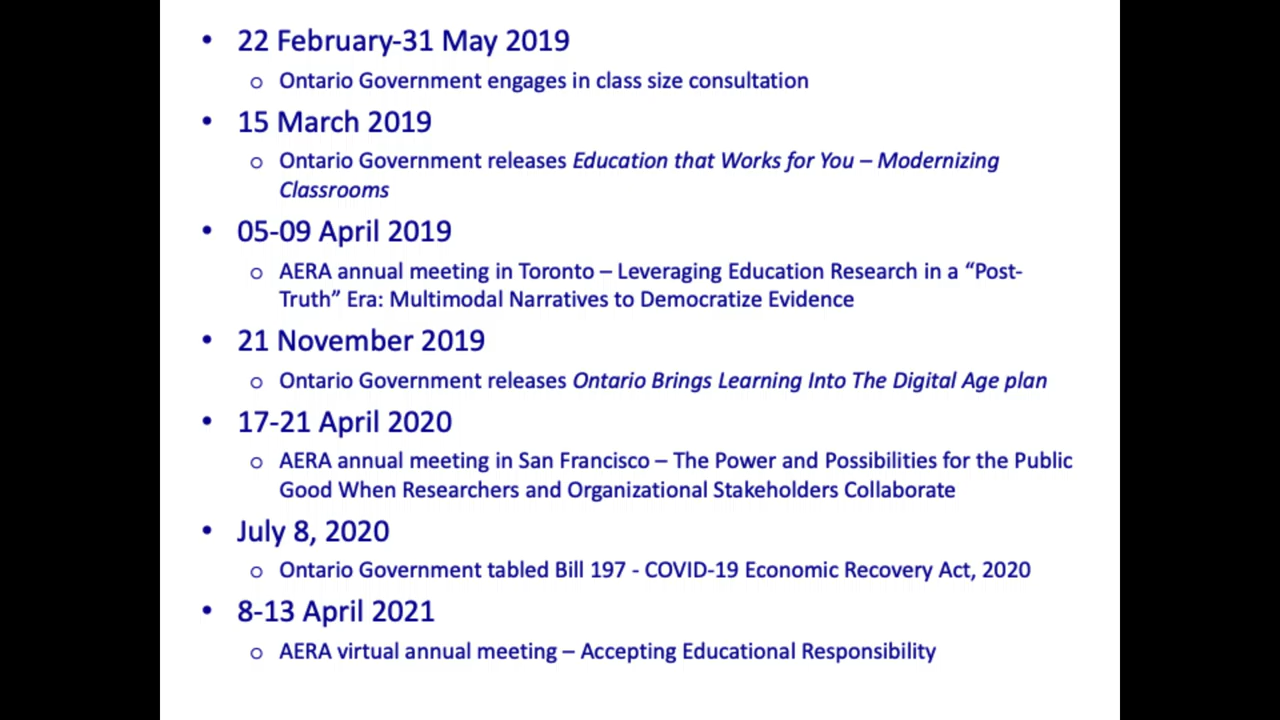 • 22 February-31 May 2019
o Ontario Government engages in class size consultation
• 15 March 2019
o Ontario Government releases Education that Works for You – Modernizing
Classrooms
• 05-09 April 2019
o AERA annual meeting in Toronto – Leveraging Education Research in a “Post-
Truth” Era: Multimodal Narratives to Democratize Evidence
• 21 November 2019
o Ontario Government releases Ontario Brings Learning Into The Digital Age plan
• 17-21 April 2020
o AERA annual meeting in San Francisco – The Power and Possibilities for the Public
Good When Researchers and Organizational Stakeholders Collaborate
• July 8, 2020
o Ontario Government tabled Bill 197 - COVID-19 Economic Recovery Act, 2020
• 8-13 April 2021
o AERA virtual annual meeting – Accepting Educational Responsibility